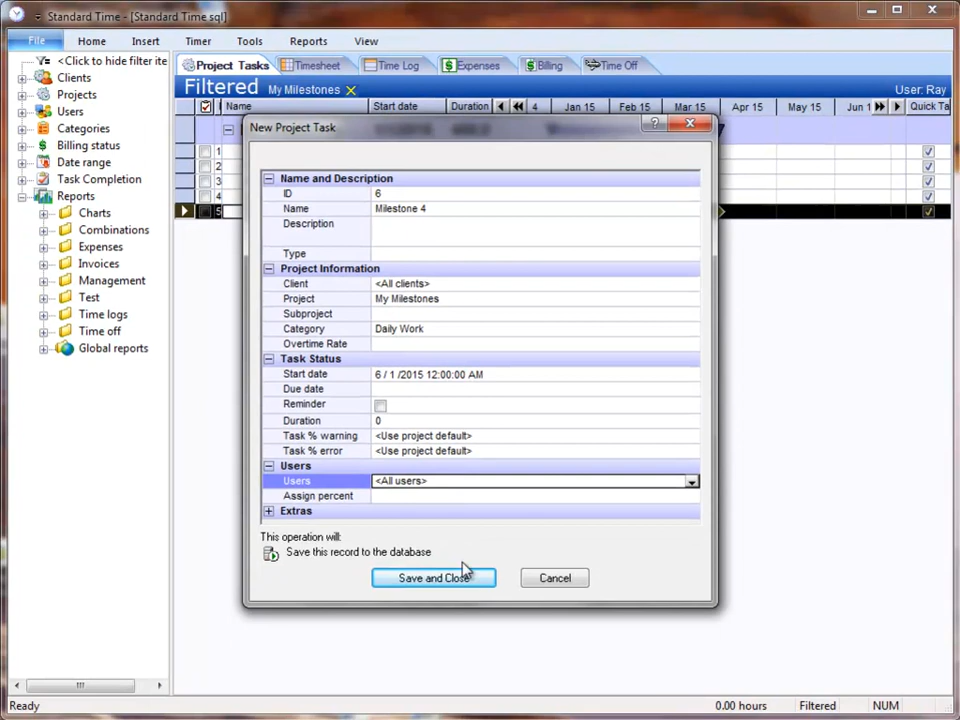 Standard Time - [Standard Time sql]
File Home Insert Timer Tools Reports View
<Click to hide filter ite
Clients
Projects
Users
Categories
Billing status
Date range
Task Completion
Reports
Charts
Combinations
Expenses
Invoices
Management
Test
Time logs
Time off
Global reports
Project Tasks Timesheet Time Log Expenses Billing Time Off
Filtered My Milestones User: Ray
Name Start date Duration 4 Jan 15 Feb 15 Mar 15 Apr 15 May 15 Jun 1 Quick Ta
1
2
3
4
5
New Project Task
Name and Description
ID 6
Name Milestone 4
Description
Type
Project Information
Client <All clients>
Project My Milestones
Subproject
Category Daily Work
Overtime Rate
Task Status
Start date 6 / 1 /2015 12:00:00 AM
Due date
Reminder
Duration 0
Task % warning <Use project default>
Task % error <Use project default>
Users
Users <All users>
Assign percent
Extras
This operation will:
Save this record to the database
Save and Close Cancel
Ready 0.00 hours Filtered NUM